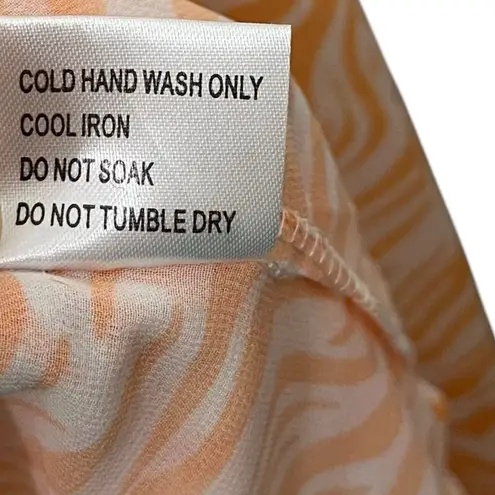 COLD HAND WASH ONLY
COOL IRON
DO NOT SOAK
DO NOT TUMBLE DRY